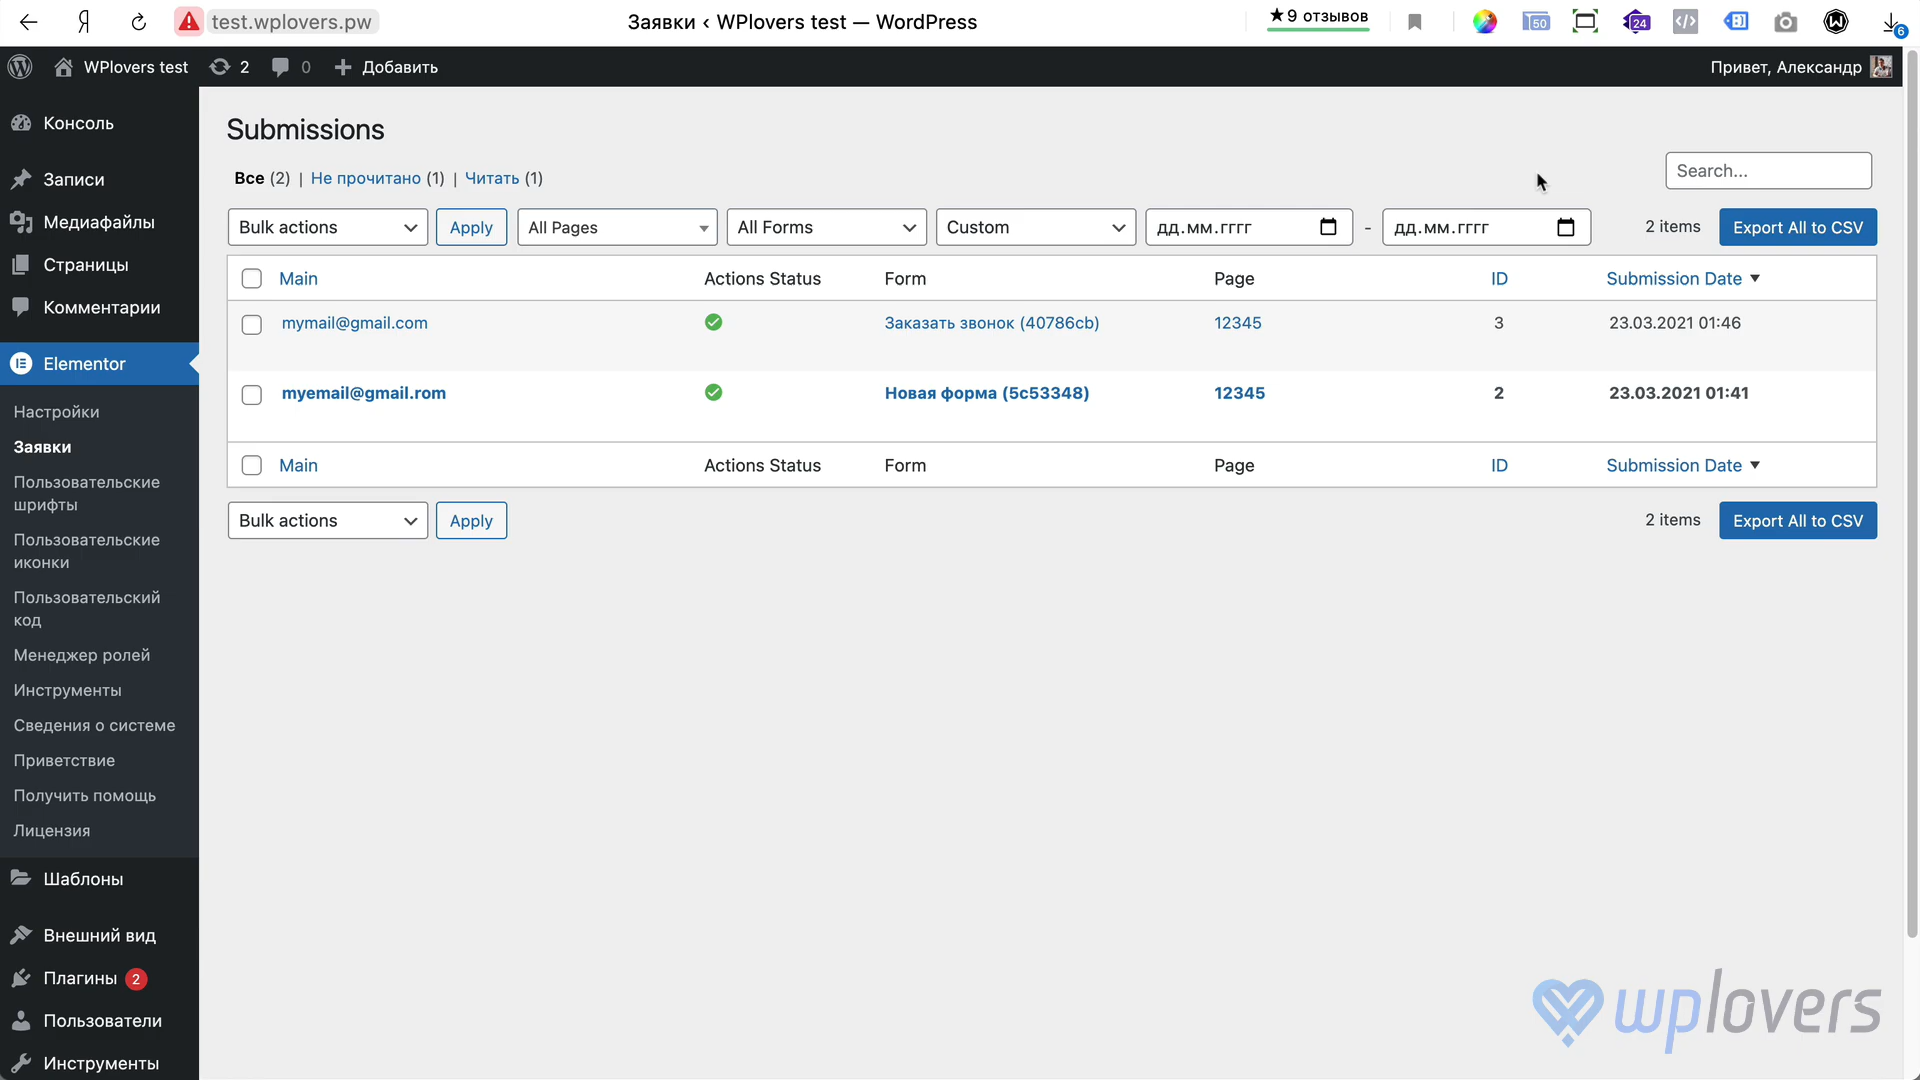 test.wplovers.pw
Заявки ‹ WPlovers test — WordPress
★9 отзывов
50
24
6
WPlovers test
2
0
Добавить
Привет, Александр
Консоль
Записи
Медиафайлы
Страницы
Комментарии
Elementor
Настройки
Заявки
Пользовательские
шрифты
Пользовательские
иконки
Пользовательский
код
Менеджер ролей
Инструменты
Сведения о системе
Приветствие
Получить помощь
Лицензия
Шаблоны
Внешний вид
Плагины 2
Пользователи
Инструменты
Submissions
Все (2) | Не прочитано (1) | Читать (1)
Search...
Bulk actions Apply All Pages All Forms Custom дд.мм.гггг - дд.мм.гггг 2 items Export All to CSV
Main Actions Status Form Page ID Submission Date ▼
mymail@gmail.com Заказать звонок (40786cb) 12345 3 23.03.2021 01:46
myemail@gmail.rom Новая форма (5c53348) 12345 2 23.03.2021 01:41
Main Actions Status Form Page ID Submission Date ▼
Bulk actions Apply 2 items Export All to CSV
wplovers